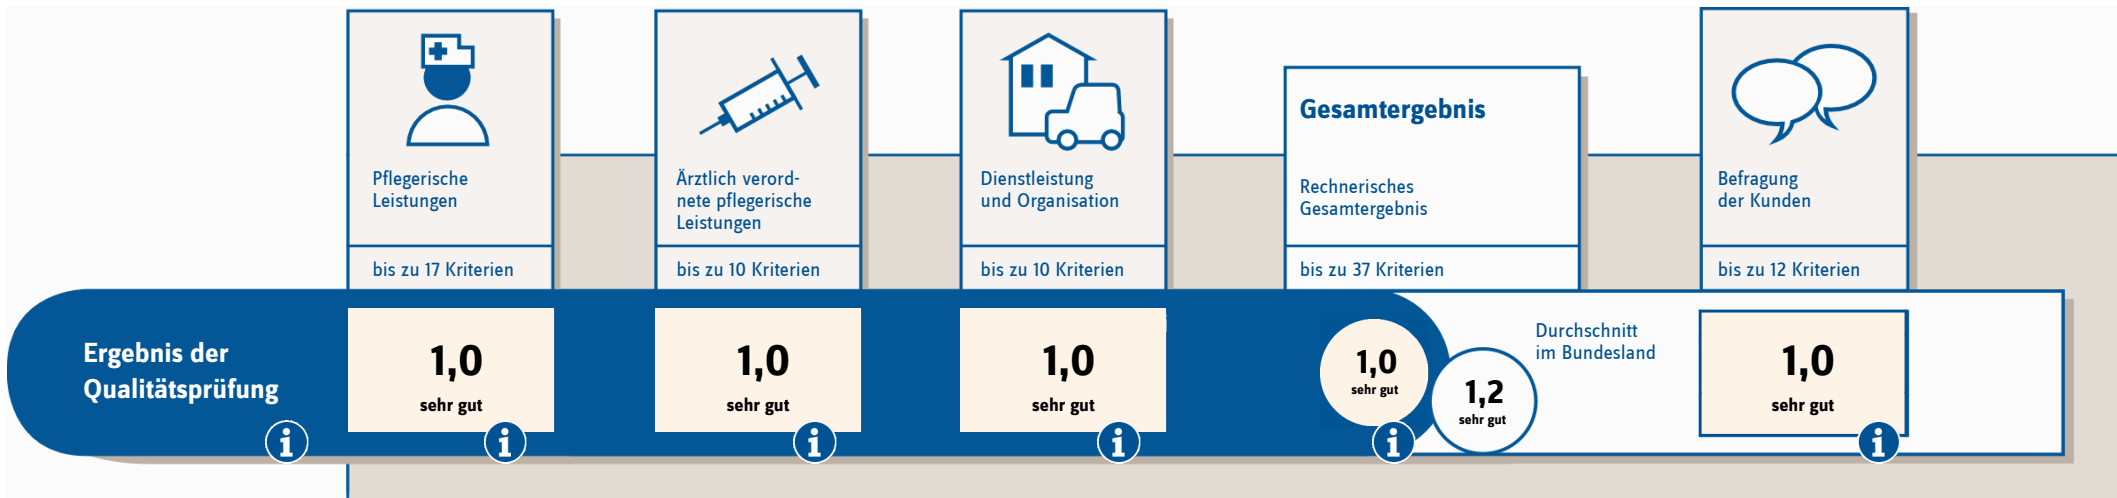 Pflegerische
Leistungen
bis zu 17 Kriterien
Ärztlich verord-
nete pflegerische
Leistungen
bis zu 10 Kriterien
Dienstleistung
und Organisation
bis zu 10 Kriterien
Gesamtergebnis
Rechnerisches
Gesamtergebnis
bis zu 37 Kriterien
Befragung
der Kunden
bis zu 12 Kriterien
Ergebnis der
Qualitätsprüfung
i
1,0
sehr gut
i
1,0
sehr gut
i
1,0
sehr gut
i
1,0
sehr gut
i
1,2
sehr gut
Durchschnitt
im Bundesland
1,0
sehr gut
i